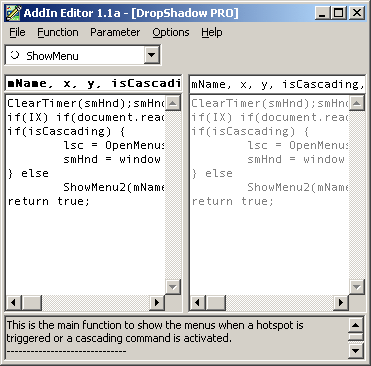 AddIn Editor 1.1a - [DropShadow PRO]
File Function Parameter Options Help
ShowMenu
mName, x, y, isCascadi
ClearTimer(smHnd);smHnd
if(IX) if(document.read
if(isCascading) {
lsc = OpenMenus
smHnd = window
} else
ShowMenu2(mName
return true;
mName, x, y, isCascading,
ClearTimer(smHnd);smHnd
if(IX) if(document.read
if(isCascading) {
lsc = OpenMenus
smHnd = window
} else
ShowMenu2(mName
return true;
This is the main function to show the menus when a hotspot is
triggered or a cascading command is activated.
------------------------------